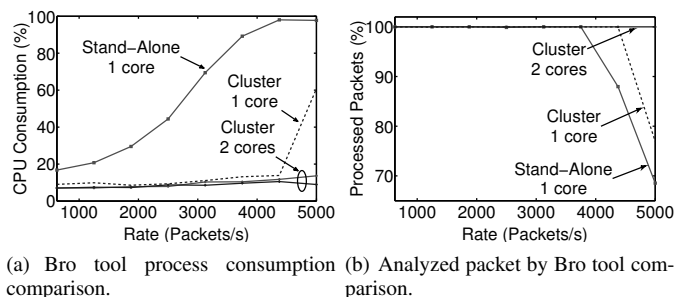 CPU Consumption (%)
100
80
60
40
20
0
Stand−Alone
1 core
Cluster
1 core
Cluster
2 cores
1000 2000 3000 4000 5000
Rate (Packets/s)
(a) Bro tool process consumption
comparison.
Processed Packets (%)
100
90
80
70
Cluster
2 cores
Cluster
1 core
Stand−Alone
1 core
1000 2000 3000 4000 5000
Rate (Packets/s)
(b) Analyzed packet by Bro tool com-
parison.